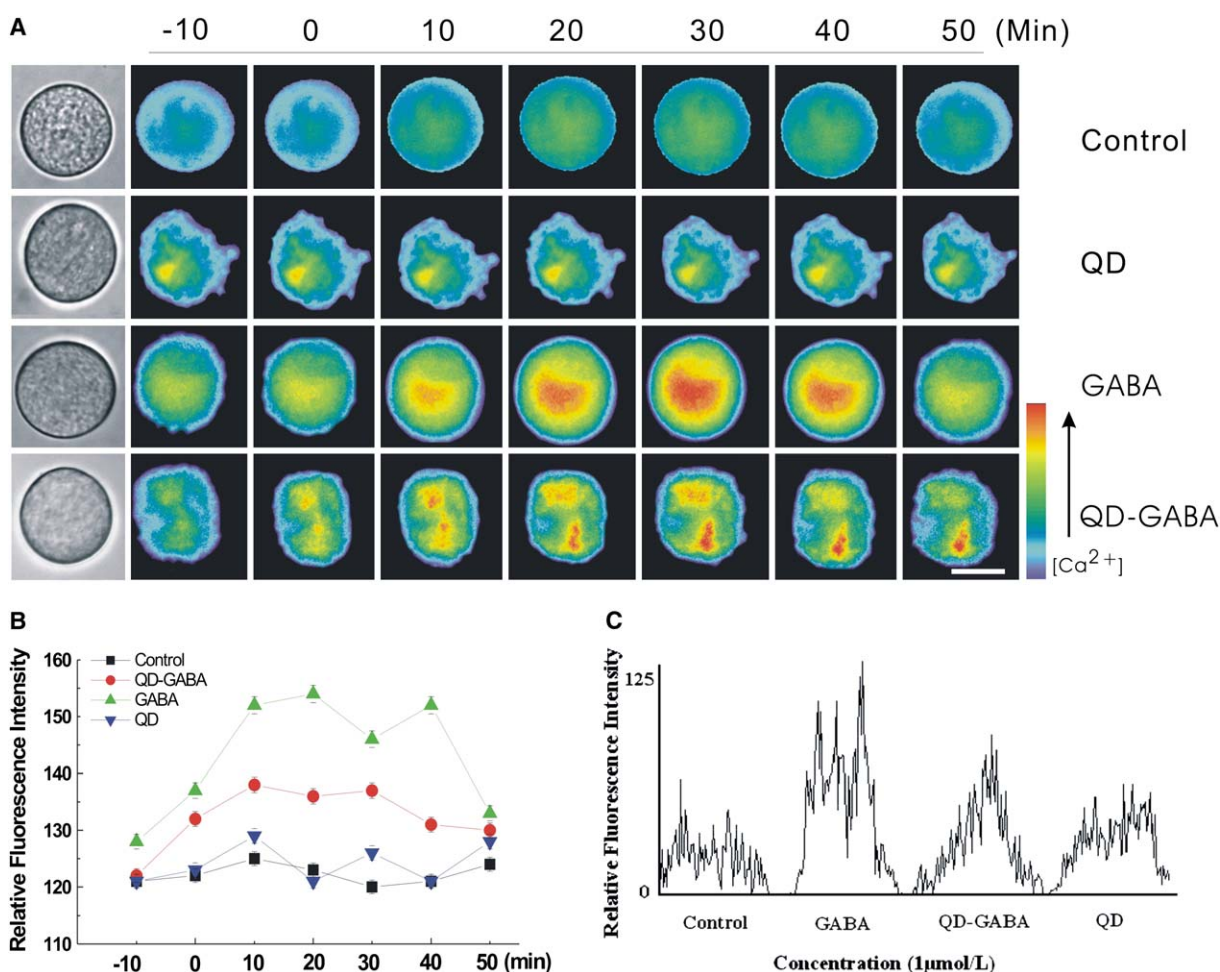 A
-10 0 10 20 30 40 50 (Min)
Control
QD
GABA
QD-GABA
[Ca2+]
B
Relative Fluorescence Intensity
160
150
140
130
120
110
Control
QD-GABA
GABA
QD
-10 0 10 20 30 40 50 (min)
C
Relative Fluorescence Intensity
125
0
Control GABA QD-GABA QD
Concentration (1μmol/L)